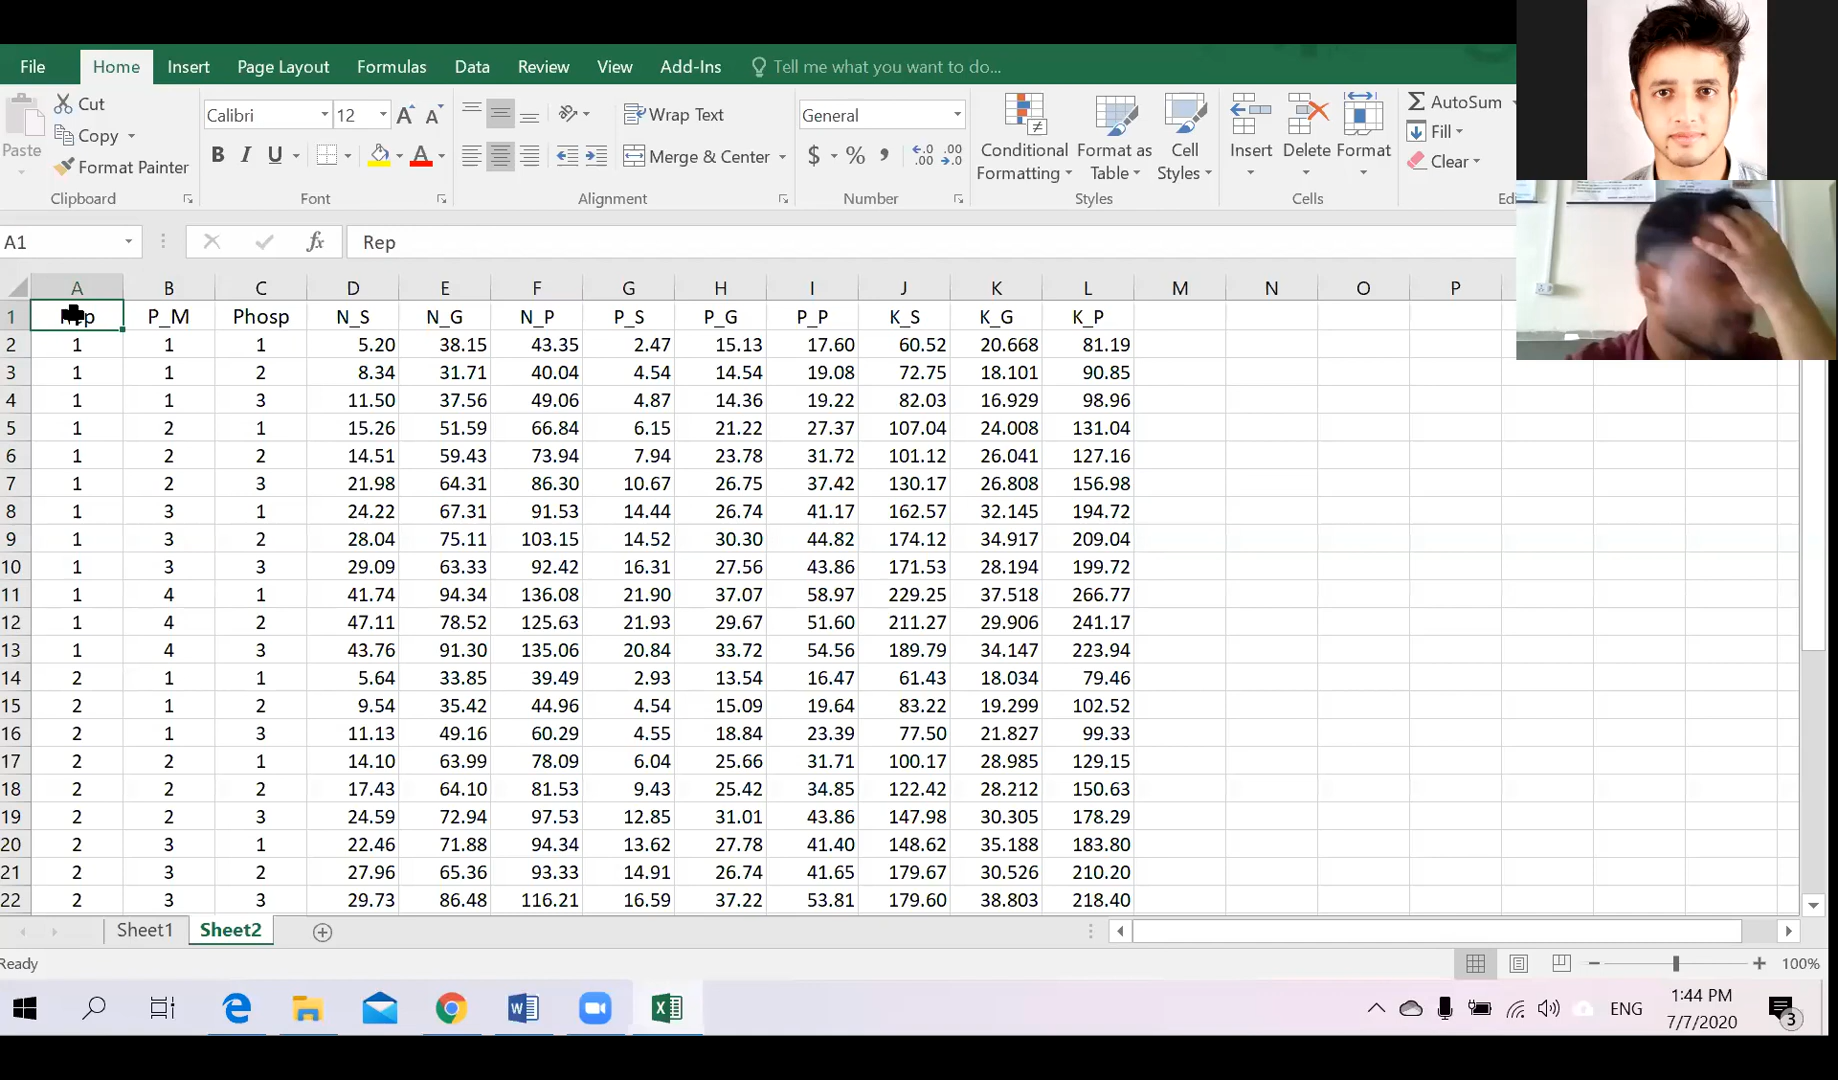 File Home Insert Page Layout Formulas Data Review View Add-Ins Tell me what you want to do...
Cut
Copy
Format Painter
Paste
Clipboard
Calibri 12
B I U
Font
Wrap Text
Merge & Center
Alignment
General
$ % ,
Number
Conditional Formatting
Format as Table
Cell Styles
Styles
Insert Delete Format
Cells
AutoSum
Fill
Clear
A1 fx Rep
A B C D E F G H I J K L M N O P
1 Rep P_M Phosp N_S N_G N_P P_S P_G P_P K_S K_G K_P
2 1 1 1 5.20 38.15 43.35 2.47 15.13 17.60 60.52 20.668 81.19
3 1 1 2 8.34 31.71 40.04 4.54 14.54 19.08 72.75 18.101 90.85
4 1 1 3 11.50 37.56 49.06 4.87 14.36 19.22 82.03 16.929 98.96
5 1 2 1 15.26 51.59 66.84 6.15 21.22 27.37 107.04 24.008 131.04
6 1 2 2 14.51 59.43 73.94 7.94 23.78 31.72 101.12 26.041 127.16
7 1 2 3 21.98 64.31 86.30 10.67 26.75 37.42 130.17 26.808 156.98
8 1 3 1 24.22 67.31 91.53 14.44 26.74 41.17 162.57 32.145 194.72
9 1 3 2 28.04 75.11 103.15 14.52 30.30 44.82 174.12 34.917 209.04
10 1 3 3 29.09 63.33 92.42 16.31 27.56 43.86 171.53 28.194 199.72
11 1 4 1 41.74 94.34 136.08 21.90 37.07 58.97 229.25 37.518 266.77
12 1 4 2 47.11 78.52 125.63 21.93 29.67 51.60 211.27 29.906 241.17
13 1 4 3 43.76 91.30 135.06 20.84 33.72 54.56 189.79 34.147 223.94
14 2 1 1 5.64 33.85 39.49 2.93 13.54 16.47 61.43 18.034 79.46
15 2 1 2 9.54 35.42 44.96 4.54 15.09 19.64 83.22 19.299 102.52
16 2 1 3 11.13 49.16 60.29 4.55 18.84 23.39 77.50 21.827 99.33
17 2 2 1 14.10 63.99 78.09 6.04 25.66 31.71 100.17 28.985 129.15
18 2 2 2 17.43 64.10 81.53 9.43 25.42 34.85 122.42 28.212 150.63
19 2 2 3 24.59 72.94 97.53 12.85 31.01 43.86 147.98 30.305 178.29
20 2 3 1 22.46 71.88 94.34 13.62 27.78 41.40 148.62 35.188 183.80
21 2 3 2 27.96 65.36 93.33 14.91 26.74 41.65 179.67 30.526 210.20
22 2 3 3 29.73 86.48 116.21 16.59 37.22 53.81 179.60 38.803 218.40
Sheet1 Sheet2
Ready 100%
ENG 1:44 PM
7/7/2020 3